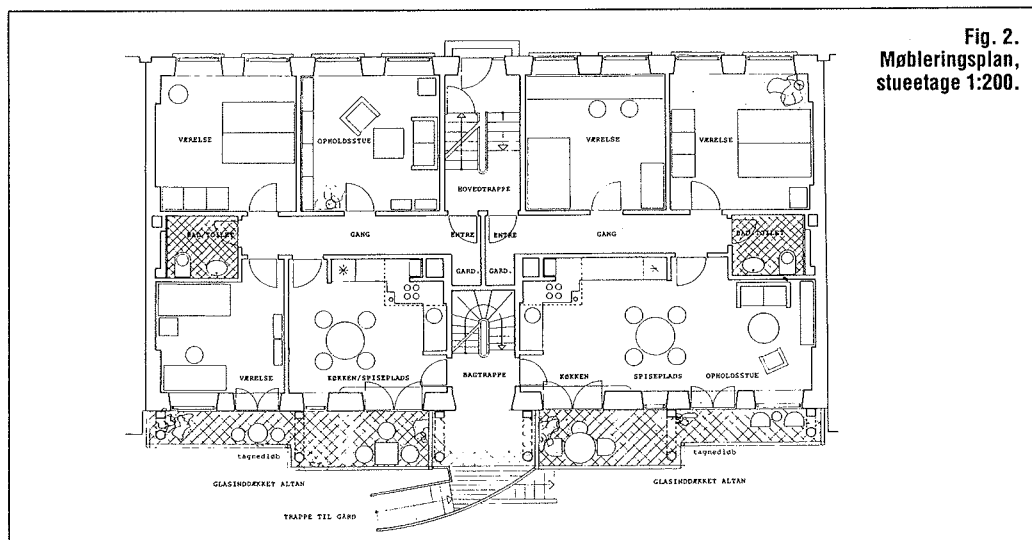 Fig. 2.
Møbleringsplan,
stueetage 1:200.
VÆRELSE
OPHOLDSSTUE
HOVEDTRAPPE
VÆRELSE
VÆRELSE
BAD/TOILET
GANG
ENTRE
ENTRE
GANG
BAD/TOILET
GARD.
GARD.
VÆRELSE
KØKKEN/SPISEPLADS
BAGTRAPPE
KØKKEN
SPISEPLADS
OPHOLDSSTUE
tagnedløb
tagnedløb
GLASINDDÆKKET ALTAN
GLASINDDÆKKET ALTAN
TRAPPE TIL GÅRD